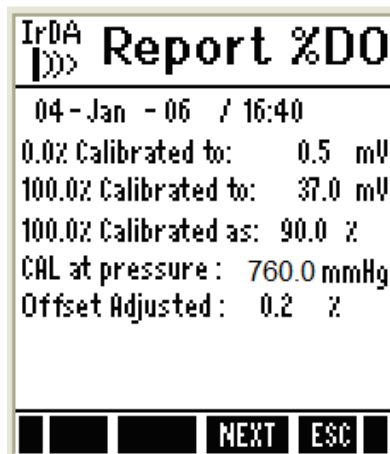 IrDA Report %DO
04-Jan - 06 / 16:40
0.0% Calibrated to: 0.5 mV
100.0% Calibrated to: 37.0 mV
100.0% Calibrated as: 90.0 %
CAL at pressure : 760.0 mmHg
Offset Adjusted : 0.2 %
NEXT ESC